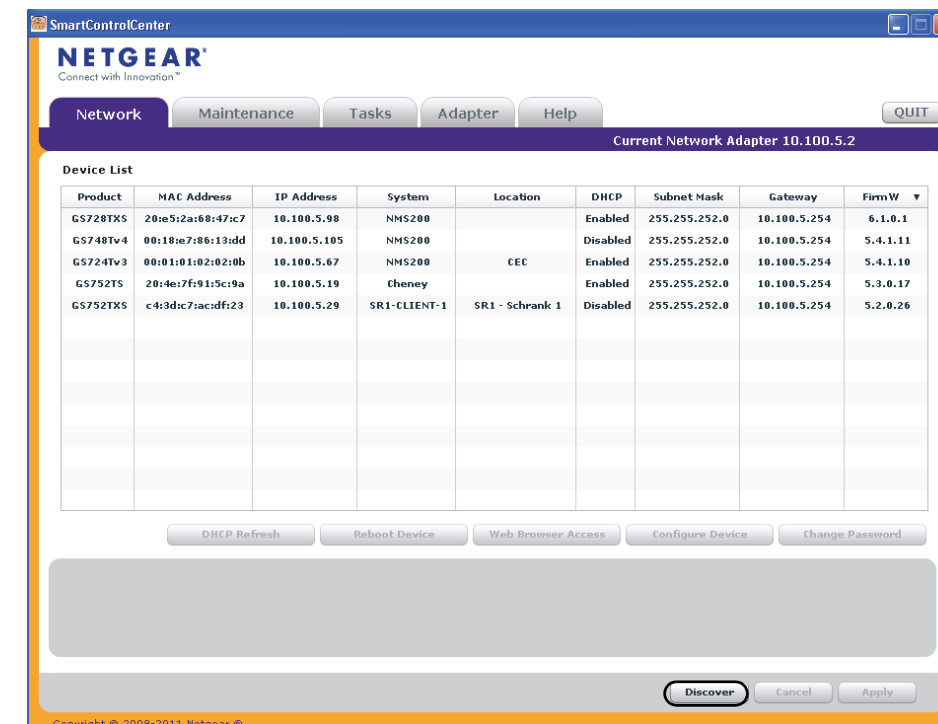 SmartControlCenter
NETGEAR®
Connect with Innovation™
Network Maintenance Tasks Adapter Help QUIT
Current Network Adapter 10.100.5.2
Device List
Product MAC Address IP Address System Location DHCP Subnet Mask Gateway FirmW ▼
GS728TXS 20:e5:2a:68:47:c7 10.100.5.98 NMS200 Enabled 255.255.252.0 10.100.5.254 6.1.0.1
GS748Tv4 00:18:e7:86:13:dd 10.100.5.105 NMS200 Disabled 255.255.252.0 10.100.5.254 5.4.1.11
GS724Tv3 00:01:01:02:02:0b 10.100.5.67 NMS200 CEC Enabled 255.255.252.0 10.100.5.254 5.4.1.10
GS752TS 20:4e:7f:91:5c:9a 10.100.5.19 Cheney Enabled 255.255.252.0 10.100.5.254 5.3.0.17
GS752TXS c4:3d:c7:ac:df:23 10.100.5.29 SR1-CLIENT-1 SR1 - Schrank 1 Disabled 255.255.252.0 10.100.5.254 5.2.0.26
DHCP Refresh Reboot Device Web Browser Access Configure Device Change Password
Discover Cancel Apply
Copyright © 2009-2011 Netgear ®